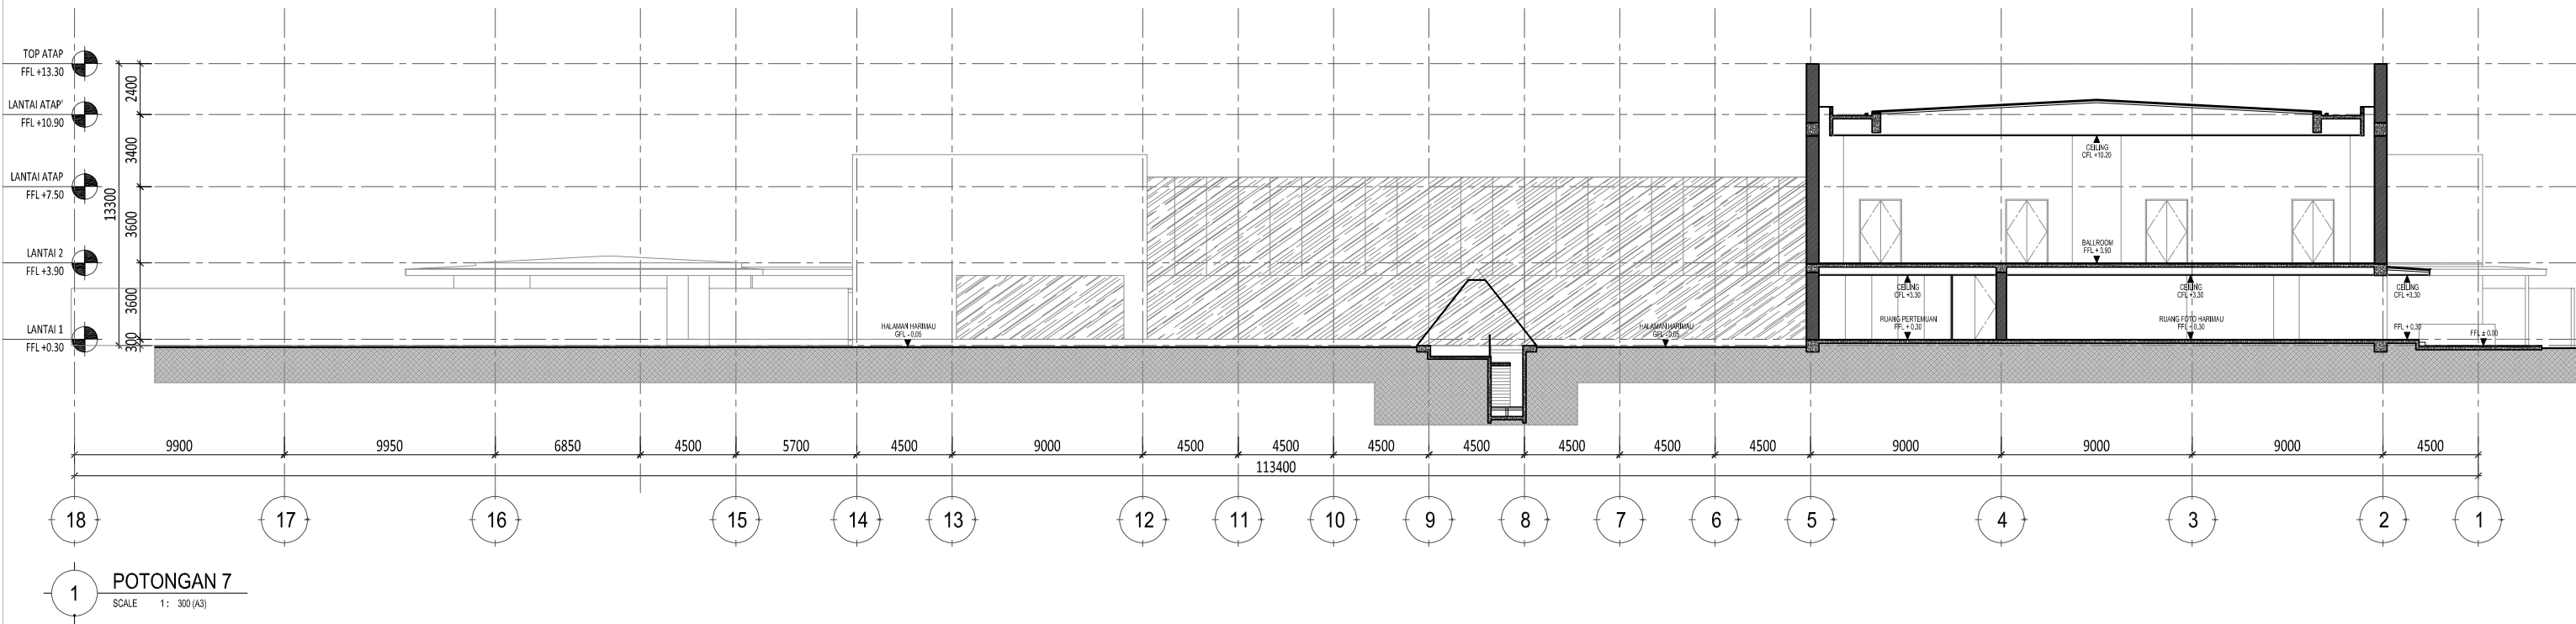 TOP ATAP
FFL +13.30
LANTAI ATAP'
FFL +10.90
LANTAI ATAP
FFL +7.50
LANTAI 2
FFL +3.90
LANTAI 1
FFL +0.30
2400
3400
3600
3600
300
13300
CEILING
CFL +10.20
BALLROOM
FFL + 3.90
CEILING
CFL +3.30
CEILING
CFL +3.30
CEILING
CFL +3.30
HALAMAN HARIMAU
GFL - 0.05
HALAMAN HARIMAU
GFL - 0.05
RUANG PERTEMUAN
FFL + 0.30
RUANG FOTO HARIMAU
FFL + 0.30
FFL + 0.30
FFL ± 0.00
9900 9950 6850 4500 5700 4500 9000 4500 4500 4500 4500 4500 4500 4500 9000 9000 9000 4500
113400
18 17 16 15 14 13 12 11 10 9 8 7 6 5 4 3 2 1
1 POTONGAN 7
SCALE 1 : 300 (A3)